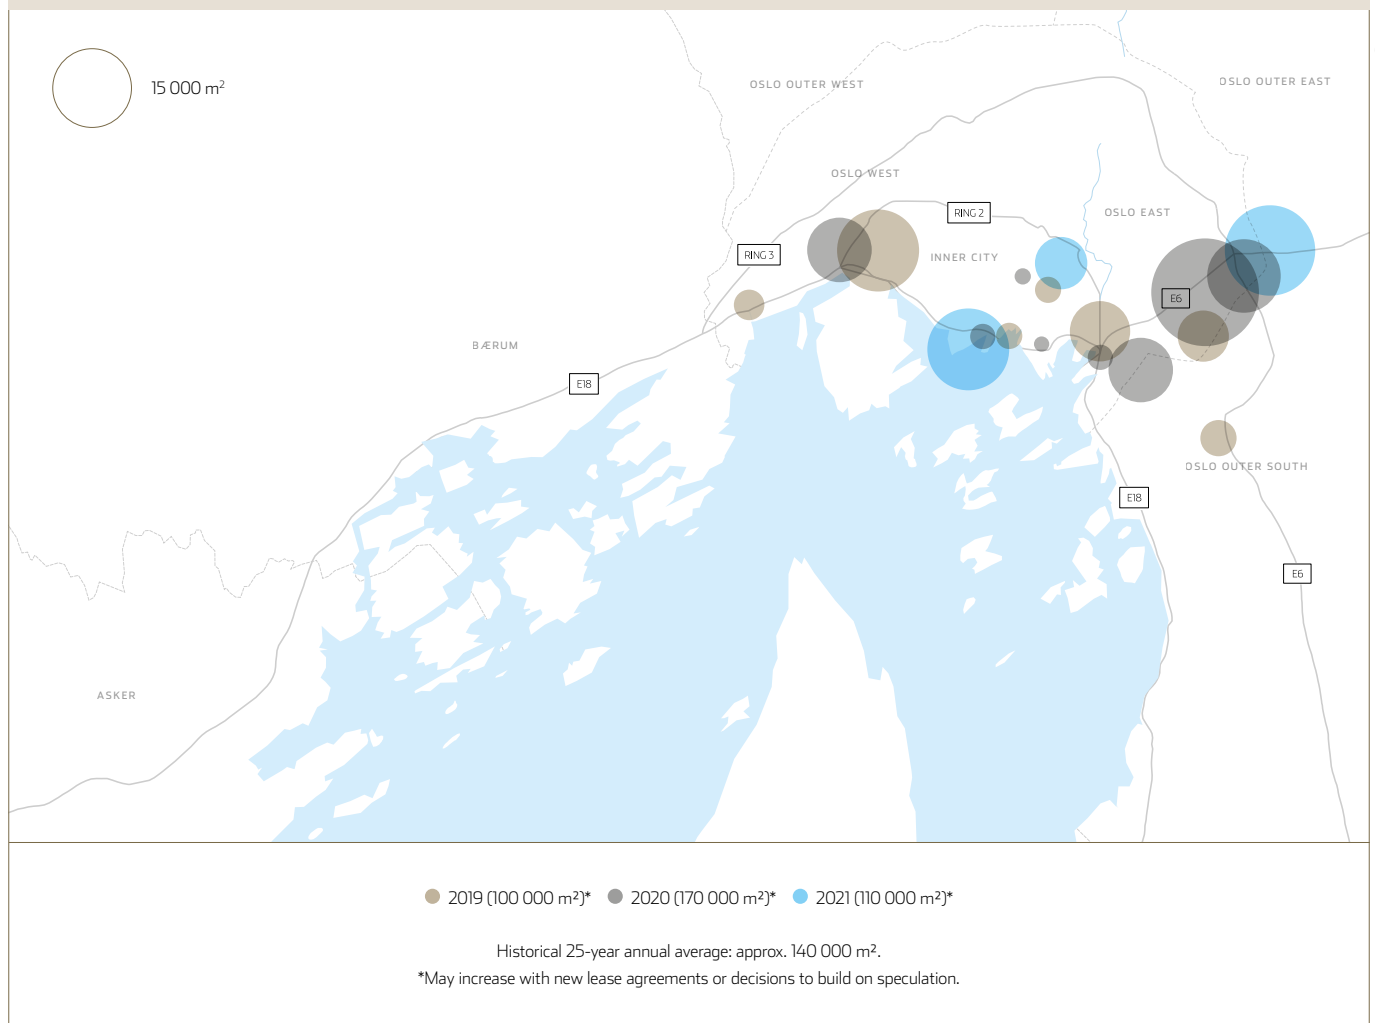 15 000 m²
OSLO OUTER WEST
OSLO OUTER EAST
OSLO WEST
RING 2
OSLO EAST
RING 3
INNER CITY
E6
BÆRUM
E18
OSLO OUTER SOUTH
E18
E6
ASKER
2019 (100 000 m²)* 2020 (170 000 m²)* 2021 (110 000 m²)*
Historical 25-year annual average: approx. 140 000 m².
*May increase with new lease agreements or decisions to build on speculation.